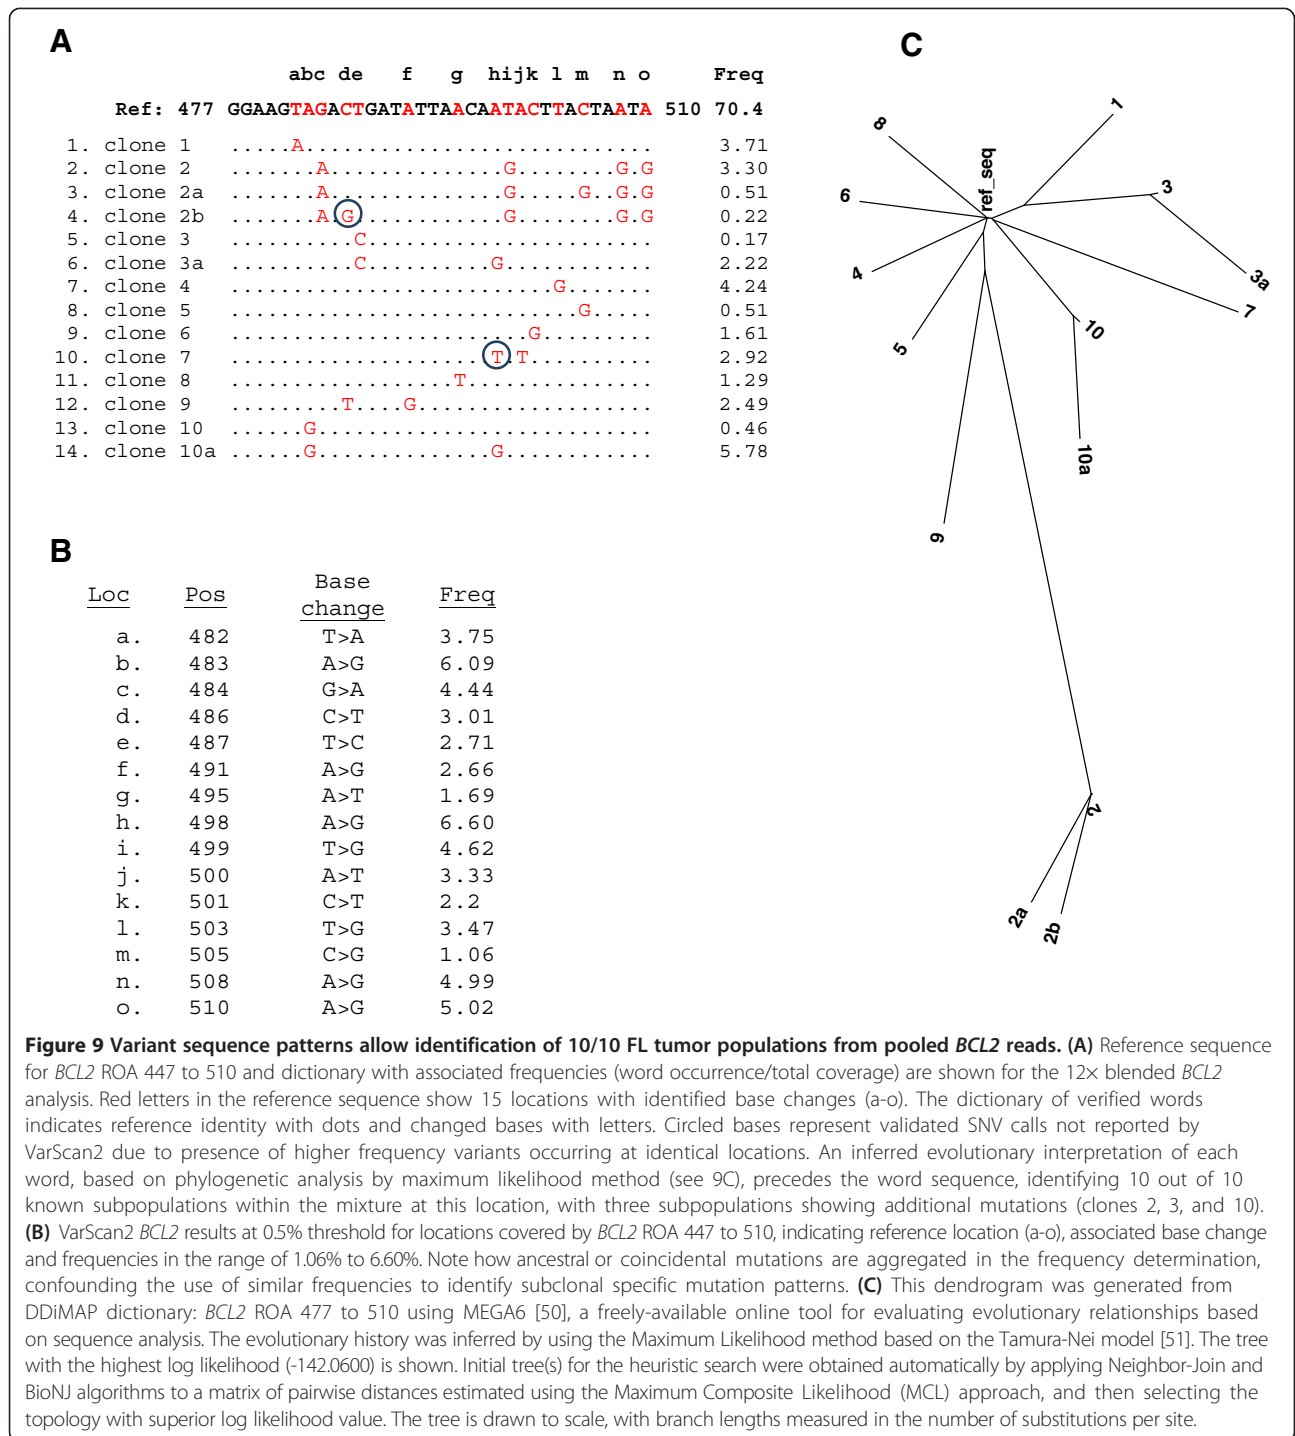 A
abc de f g hijk l m n o Freq
Ref: 477 GGAAGTAGACTGATATTAACAATACTTACTAATA 510 70.4
1. clone 1 .....A............................ 3.71
2. clone 2 .......A..............G........G.G 3.30
3. clone 2a .......A..............G.....G..G.G 0.51
4. clone 2b .......A.G............G........G.G 0.22
5. clone 3 ..........C....................... 0.17
6. clone 3a ..........C..........G............ 2.22
7. clone 4 ..........................G....... 4.24
8. clone 5 ............................G..... 0.51
9. clone 6 ........................G......... 1.61
10. clone 7 .....................T.T.......... 2.92
11. clone 8 ..................T............... 1.29
12. clone 9 .........T....G................... 2.49
13. clone 10 ......G........................... 0.46
14. clone 10a ......G..............G............ 5.78
B
Loc Pos Base change Freq
a. 482 T>A 3.75
b. 483 A>G 6.09
c. 484 G>A 4.44
d. 486 C>T 3.01
e. 487 T>C 2.71
f. 491 A>G 2.66
g. 495 A>T 1.69
h. 498 A>G 6.60
i. 499 T>G 4.62
j. 500 A>T 3.33
k. 501 C>T 2.2
l. 503 T>G 3.47
m. 505 C>G 1.06
n. 508 A>G 4.99
o. 510 A>G 5.02
C
1
8
ref_seq
3
6
4
3a
7
10
5
10a
9
2
2a
2b
Figure 9 Variant sequence patterns allow identification of 10/10 FL tumor populations from pooled BCL2 reads. (A) Reference sequence
for BCL2 ROA 447 to 510 and dictionary with associated frequencies (word occurrence/total coverage) are shown for the 12× blended BCL2
analysis. Red letters in the reference sequence show 15 locations with identified base changes (a-o). The dictionary of verified words
indicates reference identity with dots and changed bases with letters. Circled bases represent validated SNV calls not reported by
VarScan2 due to presence of higher frequency variants occurring at identical locations. An inferred evolutionary interpretation of each
word, based on phylogenetic analysis by maximum likelihood method (see 9C), precedes the word sequence, identifying 10 out of 10
known subpopulations within the mixture at this location, with three subpopulations showing additional mutations (clones 2, 3, and 10).
(B) VarScan2 BCL2 results at 0.5% threshold for locations covered by BCL2 ROA 447 to 510, indicating reference location (a-o), associated base change
and frequencies in the range of 1.06% to 6.60%. Note how ancestral or coincidental mutations are aggregated in the frequency determination,
confounding the use of similar frequencies to identify subclonal specific mutation patterns. (C) This dendrogram was generated from
DDiMAP dictionary: BCL2 ROA 477 to 510 using MEGA6 [50], a freely-available online tool for evaluating evolutionary relationships based
on sequence analysis. The evolutionary history was inferred by using the Maximum Likelihood method based on the Tamura-Nei model [51]. The tree
with the highest log likelihood (-142.0600) is shown. Initial tree(s) for the heuristic search were obtained automatically by applying Neighbor-Join and
BioNJ algorithms to a matrix of pairwise distances estimated using the Maximum Composite Likelihood (MCL) approach, and then selecting the
topology with superior log likelihood value. The tree is drawn to scale, with branch lengths measured in the number of substitutions per site.